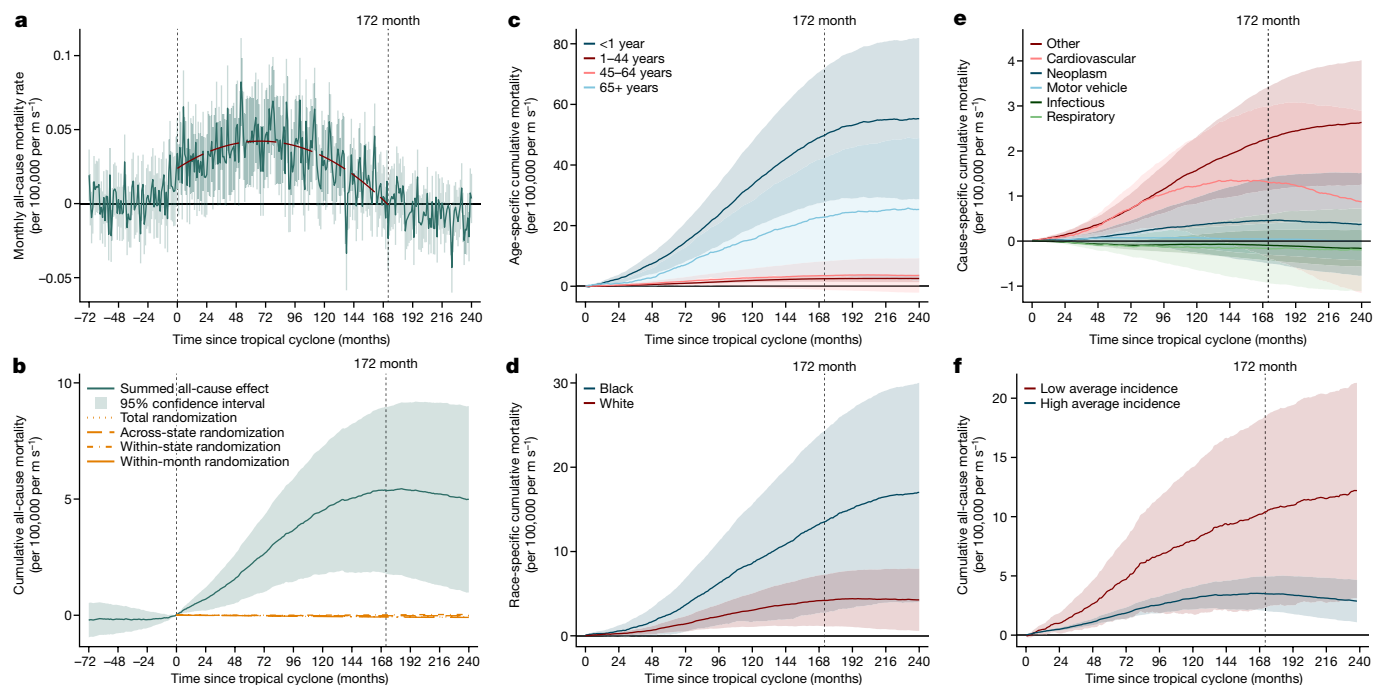 a
172 month
Monthly all-cause mortality rate
(per 100,000 per m s−1)
0.1
0.05
0
−0.05
−72 −48 −24 0 24 48 72 96 120 144 168 192 216 240
Time since tropical cyclone (months)
b
172 month
Cumulative all-cause mortality
(per 100,000 per m s−1)
10
5
0
Summed all-cause effect
95% confidence interval
Total randomization
Across-state randomization
Within-state randomization
Within-month randomization
−72 −48 −24 0 24 48 72 96 120 144 168 192 216 240
Time since tropical cyclone (months)
c
172 month
Age-specific cumulative mortality
(per 100,000 per m s−1)
80
60
40
20
0
<1 year
1–44 years
45–64 years
65+ years
0 24 48 72 96 120 144 168 192 216 240
Time since tropical cyclone (months)
d
172 month
Race-specific cumulative mortality
(per 100,000 per m s−1)
30
20
10
0
Black
White
0 24 48 72 96 120 144 168 192 216 240
Time since tropical cyclone (months)
e
172 month
Cause-specific cumulative mortality
(per 100,000 per m s−1)
4
3
2
1
0
−1
Other
Cardiovascular
Neoplasm
Motor vehicle
Infectious
Respiratory
0 24 48 72 96 120 144 168 192 216 240
Time since tropical cyclone (months)
f
172 month
Cumulative all-cause mortality
(per 100,000 per m s−1)
20
15
10
5
0
Low average incidence
High average incidence
0 24 48 72 96 120 144 168 192 216 240
Time since tropical cyclone (months)